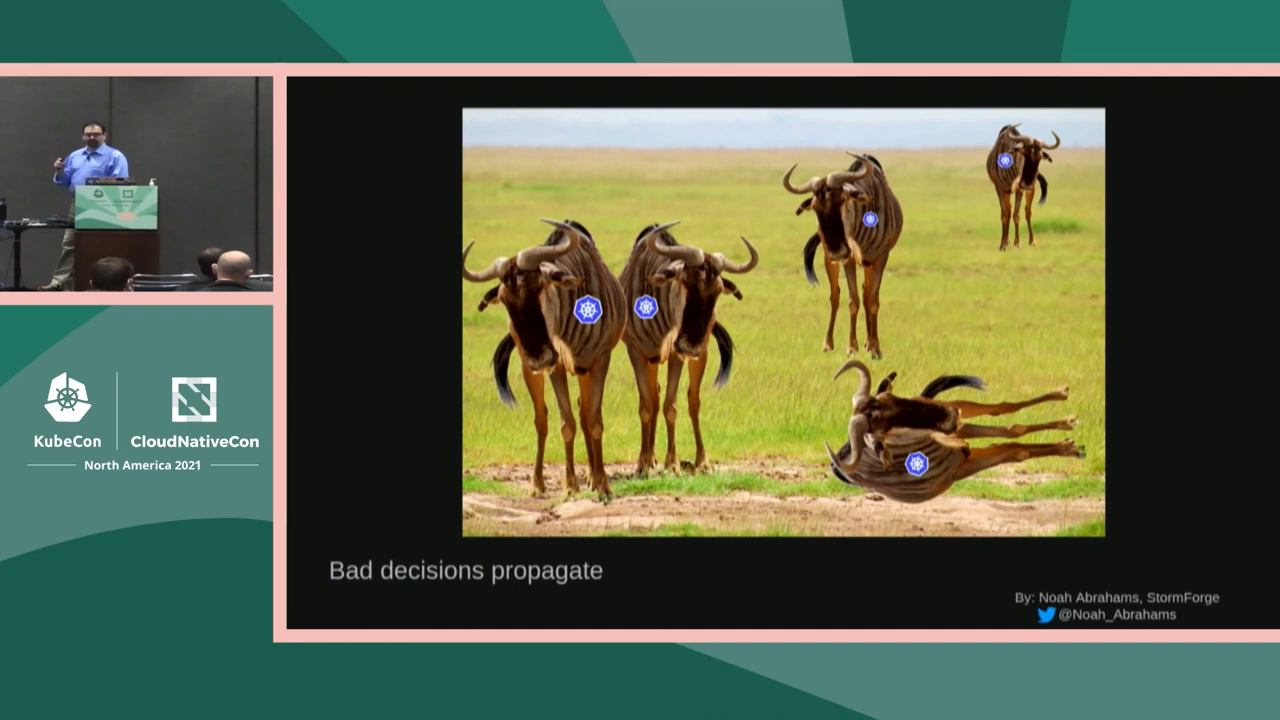 KubeCon
CloudNativeCon
North America 2021
Bad decisions propagate
By: Noah Abrahams, StormForge
@Noah_Abrahams